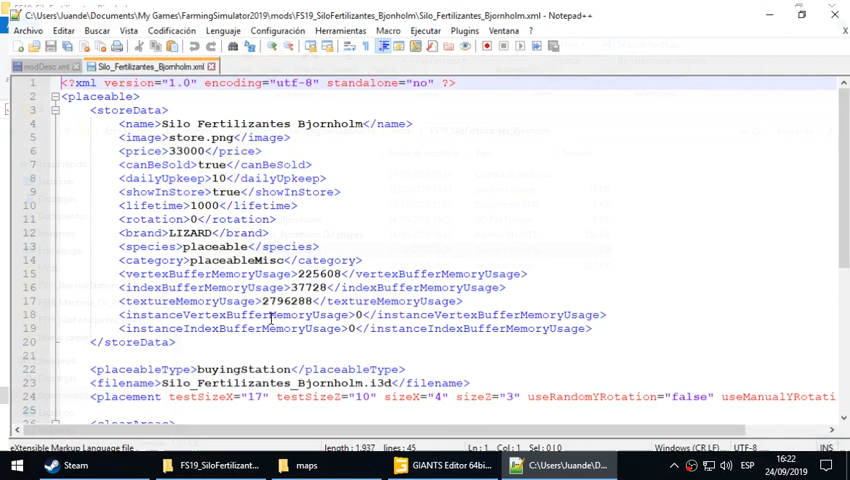 C:\Users\Juande\Documents\My Games\FarmingSimulator2019\mods\FS19_SiloFertilizantes_Bjornholm\Silo_Fertilizantes_Bjornholm.xml - Notepad++
Archivo Editar Buscar Vista Codificación Lenguaje Configuración Herramientas Macro Ejecutar Plugins Ventana ? X
modDesc.xml Silo_Fertilizantes_Bjornholm.xml
1 <?xml version="1.0" encoding="utf-8" standalone="no" ?>
2 <placeable>
3 <storeData>
4 <name>Silo Fertilizantes Bjornholm</name>
5 <image>store.png</image>
6 <price>33000</price>
7 <canBeSold>true</canBeSold>
8 <dailyUpkeep>10</dailyUpkeep>
9 <showInStore>true</showInStore>
10 <lifetime>1000</lifetime>
11 <rotation>0</rotation>
12 <brand>LIZARD</brand>
13 <species>placeable</species>
14 <category>placeableMisc</category>
15 <vertexBufferMemoryUsage>225608</vertexBufferMemoryUsage>
16 <indexBufferMemoryUsage>37728</indexBufferMemoryUsage>
17 <textureMemoryUsage>2796288</textureMemoryUsage>
18 <instanceVertexBufferMemoryUsage>0</instanceVertexBufferMemoryUsage>
19 <instanceIndexBufferMemoryUsage>0</instanceIndexBufferMemoryUsage>
20 </storeData>
21
22 <placeableType>buyingStation</placeableType>
23 <filename>Silo_Fertilizantes_Bjornholm.i3d</filename>
24 <placement testSizeX="17" testSizeZ="10" sizeX="4" sizeZ="3" useRandomYRotation="false" useManualYRotati
25
<clearAreas>
eXtensible Markup Language file length : 1.937 lines : 45 Ln : 1 Col : 1 Sel : 0 | 0 Windows (CR LF) UTF-8 INS
Steam FS19_SiloFertilizant... maps GIANTS Editor 64bi... C:\Users\Juande\D... ESP 16:22
24/09/2019